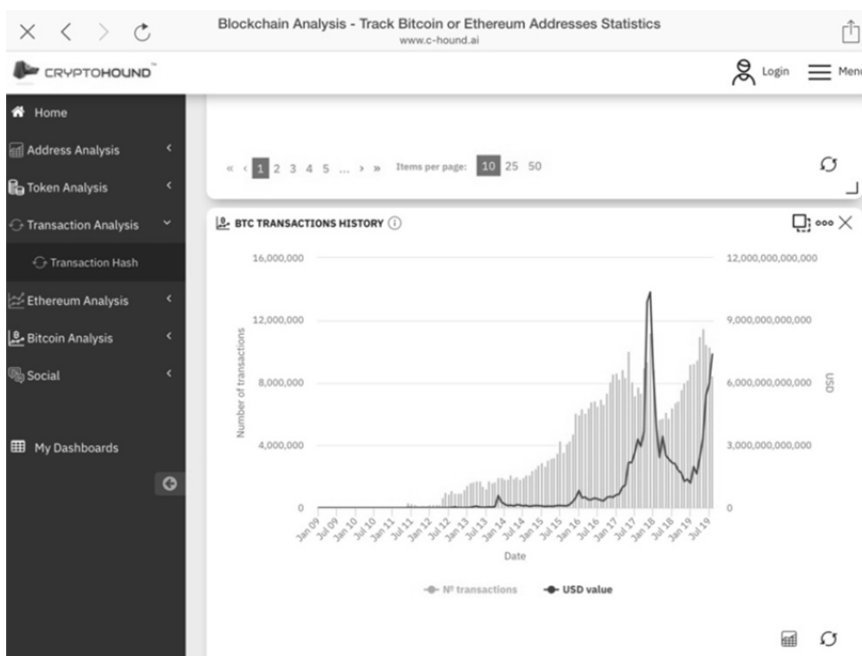 Blockchain Analysis - Track Bitcoin or Ethereum Addresses Statistics
www.c-hound.ai
CRYPTOHOUND™
Login
Menu
Home
Address Analysis
Token Analysis
Transaction Analysis
Transaction Hash
Ethereum Analysis
Bitcoin Analysis
Social
My Dashboards
« ‹ 1 2 3 4 5 ... › » Items per page: 10 25 50
BTC TRANSACTIONS HISTORY
16,000,000
12,000,000
8,000,000
4,000,000
0
Number of transactions
12,000,000,000,000
9,000,000,000,000
6,000,000,000,000
3,000,000,000,000
0
USD
Jan 09 Jul 09 Jan 10 Jul 10 Jan 11 Jul 11 Jan 12 Jul 12 Jan 13 Jul 13 Jan 14 Jul 14 Jan 15 Jul 15 Jan 16 Jul 16 Jan 17 Jul 17 Jan 18 Jul 18 Jan 19 Jul 19
Date
Nº transactions USD value